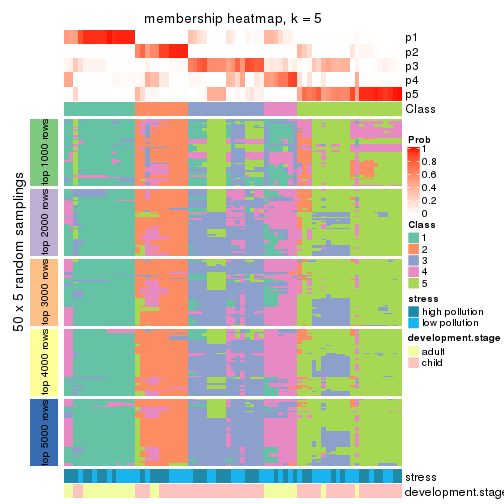 membership heatmap, k = 5
p1
p2
p3
p4
p5
Class
50 x 5 random samplings
top 1000 rows
top 2000 rows
top 3000 rows
top 4000 rows
top 5000 rows
stress
development.stage
Prob
1
0.8
0.6
0.4
0.2
0
Class
1
2
3
4
5
stress
high pollution
low pollution
development.stage
adult
child